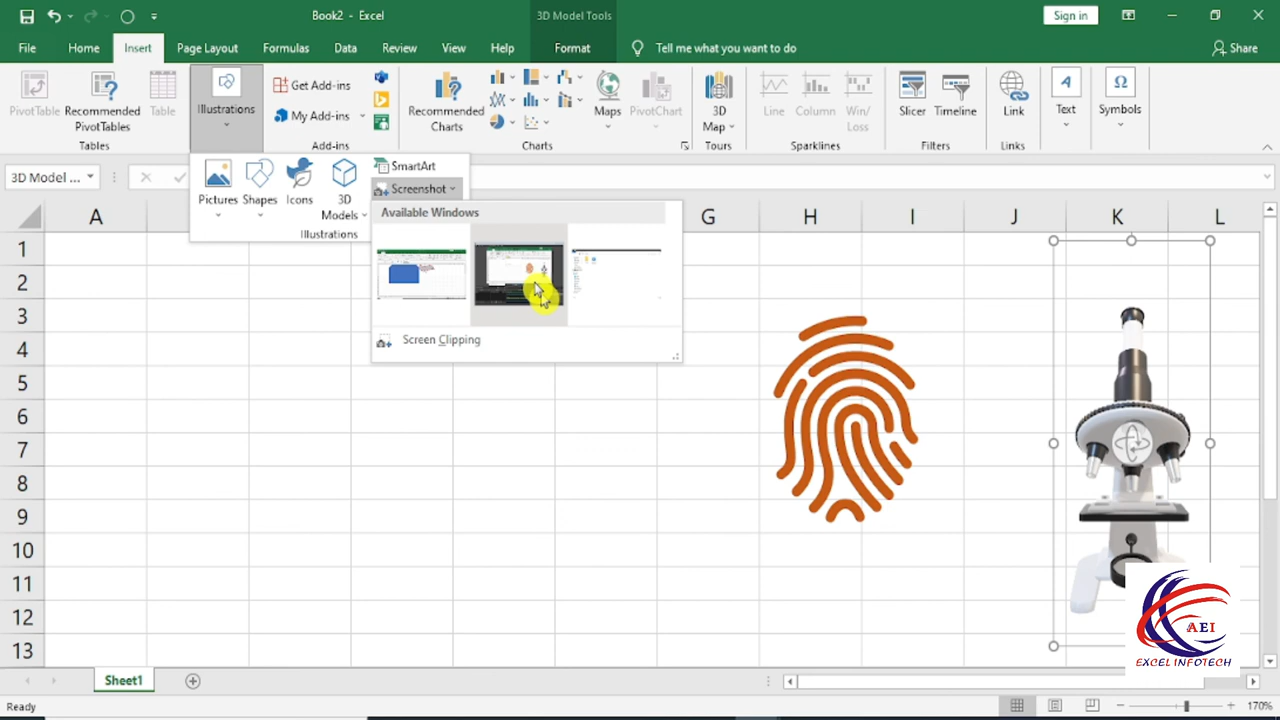 Book2 - Excel
3D Model Tools
Sign in
File Home Insert Page Layout Formulas Data Review View Help Format Tell me what you want to do Share
PivotTable
Recommended PivotTables
Table
Tables
Illustrations
Get Add-ins
My Add-ins
Add-ins
Recommended Charts
Maps
PivotChart
Charts
3D Map
Tours
Line
Column
Win/ Loss
Sparklines
Slicer
Timeline
Filters
Link
Links
Text
Symbols
3D Model ...
Pictures
Shapes
Icons
3D Models
SmartArt
Screenshot
Illustrations
Available Windows
Screen Clipping
A G H I J K L
1
2
3
4
5
6
7
8
9
10
11
12
13
AEI
EXCEL INFOTECH
Sheet1
Ready
170%